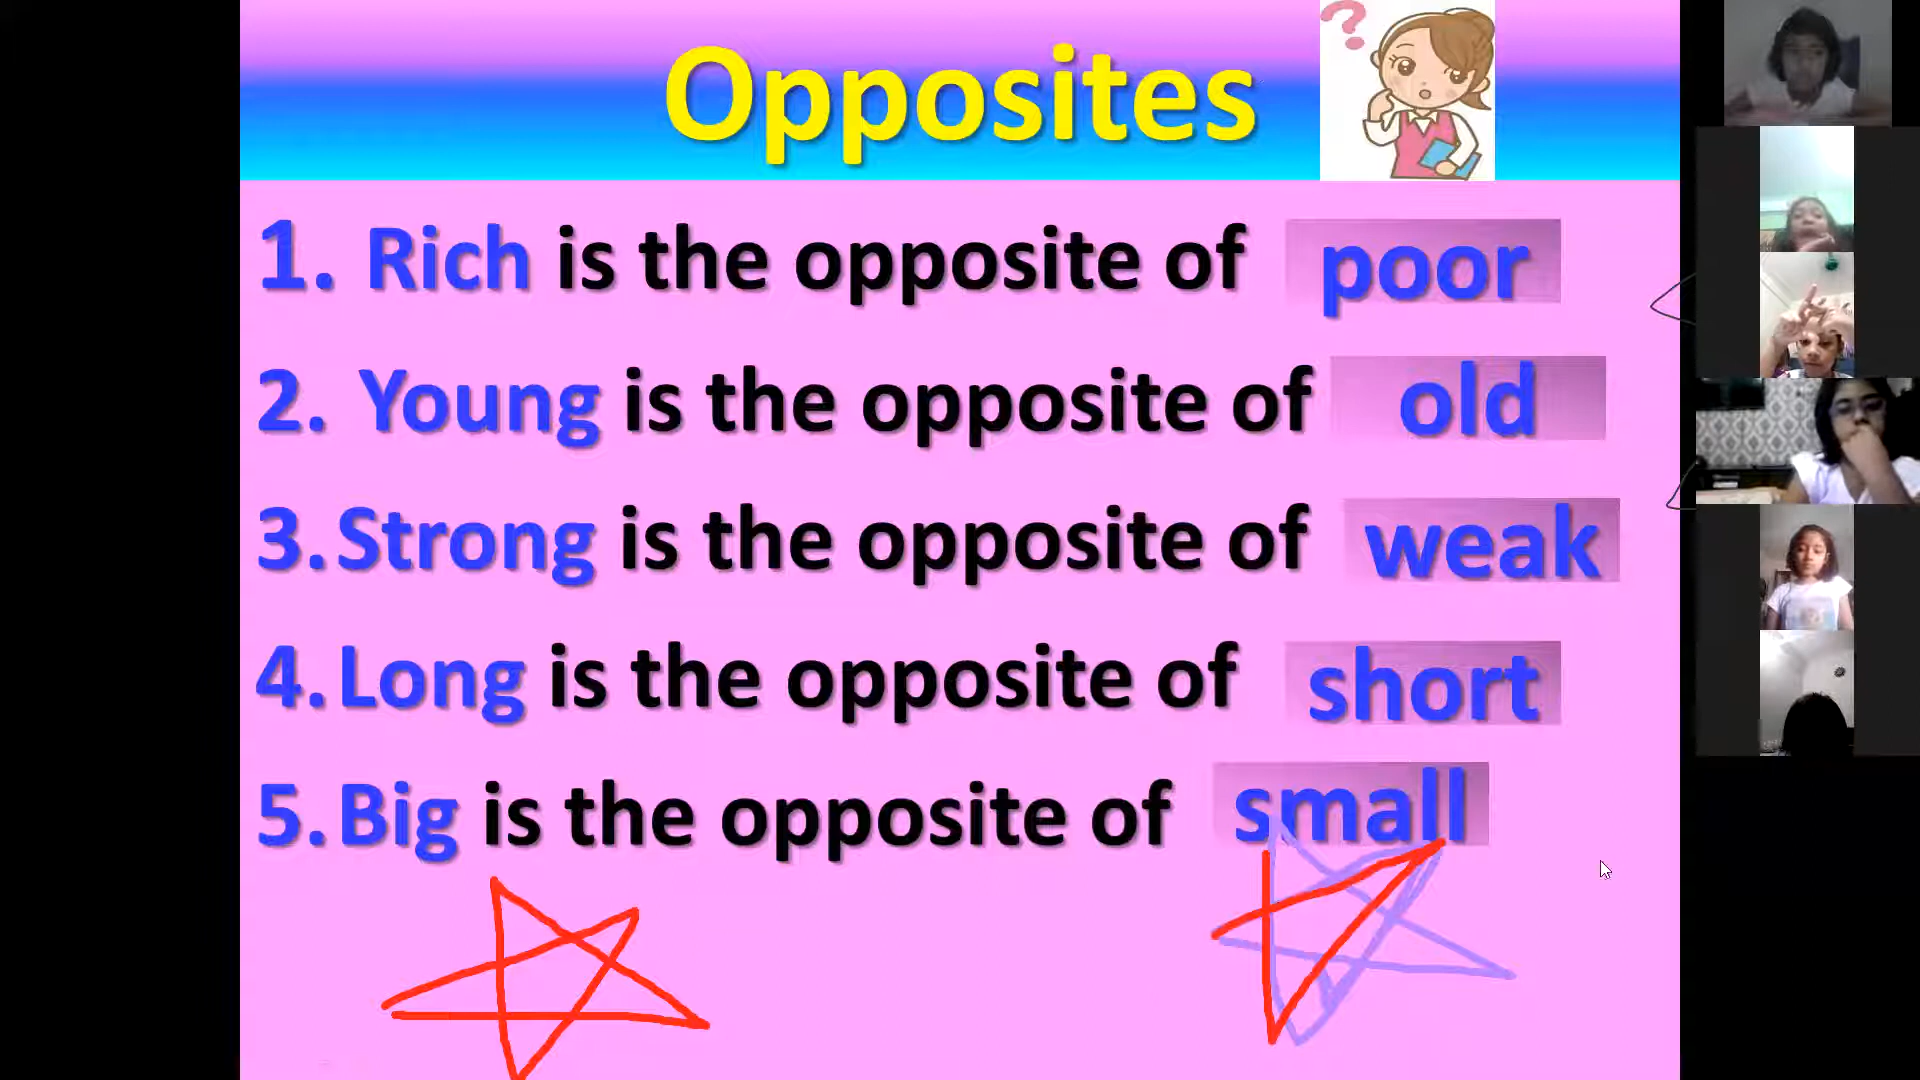 Opposites
1. Rich is the opposite of poor
2. Young is the opposite of old
3. Strong is the opposite of weak
4. Long is the opposite of short
5. Big is the opposite of small